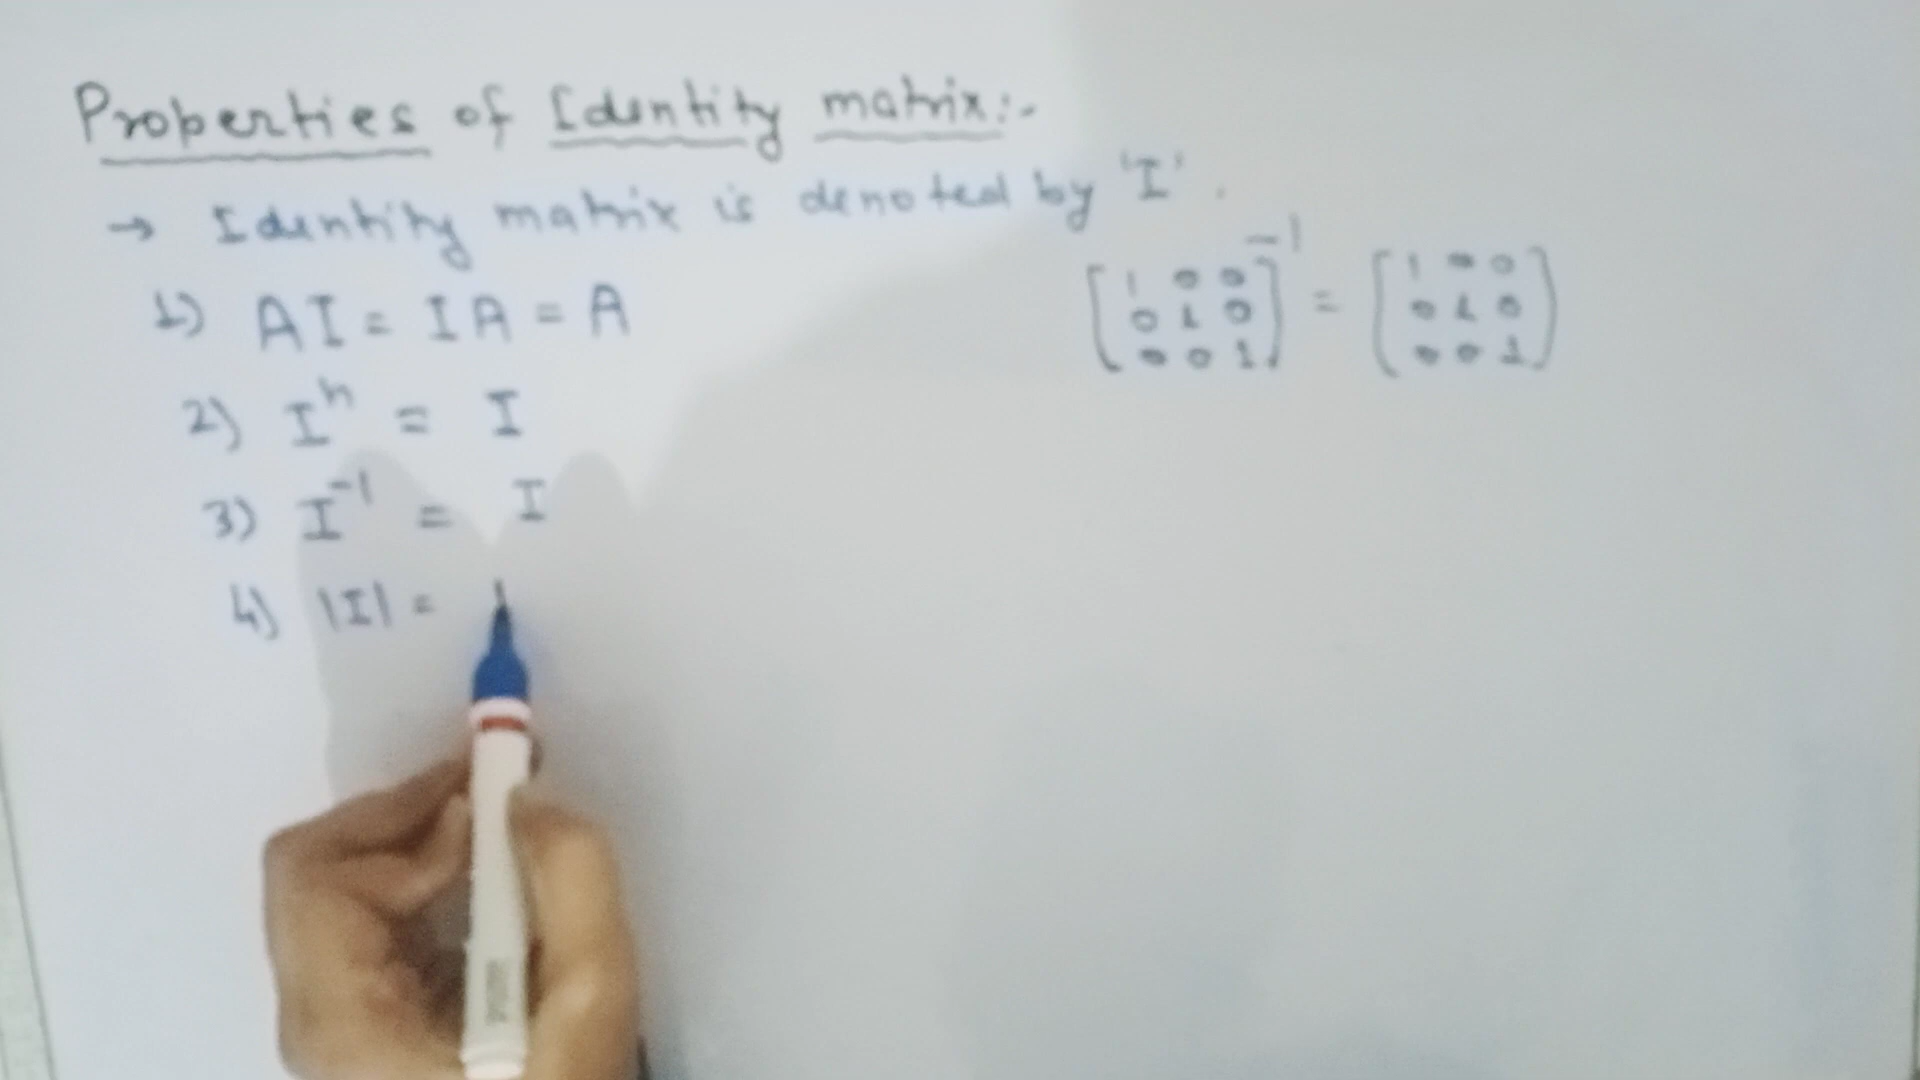 Properties of Identity matrix:-
→ Identity matrix is denoted by 'I'.
1) AI = IA = A
2) Iⁿ = I
3) I⁻¹ = I
4) |I| =
[1 0 0]⁻¹ = [1 0 0]
[0 1 0] [0 1 0]
[0 0 1] [0 0 1]